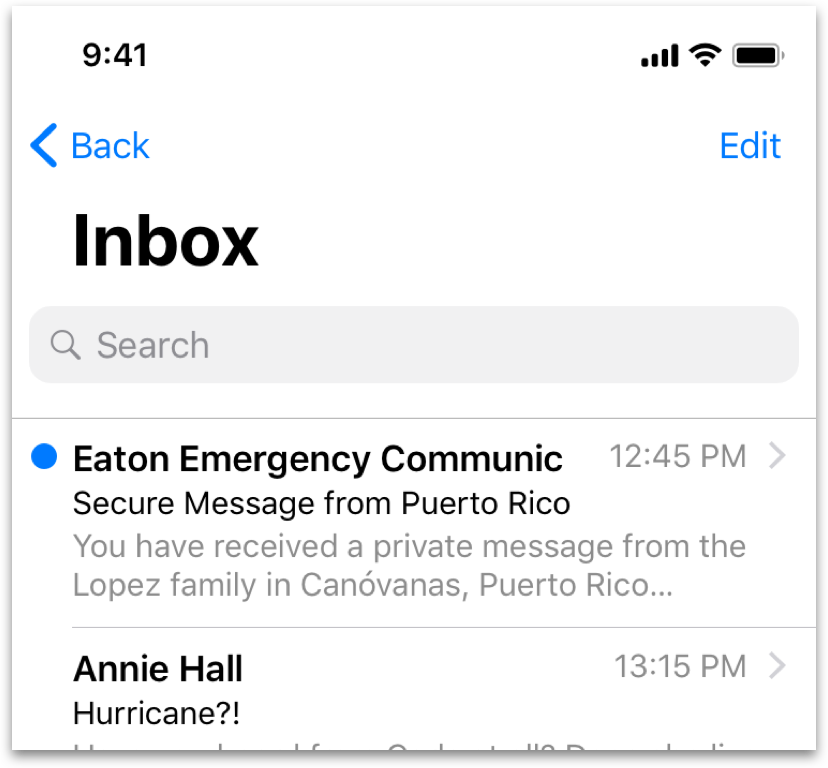 9:41
Back
Edit
Inbox
Search
Eaton Emergency Communic 12:45 PM
Secure Message from Puerto Rico
You have received a private message from the
Lopez family in Canóvanas, Puerto Rico...
Annie Hall 13:15 PM
Hurricane?!